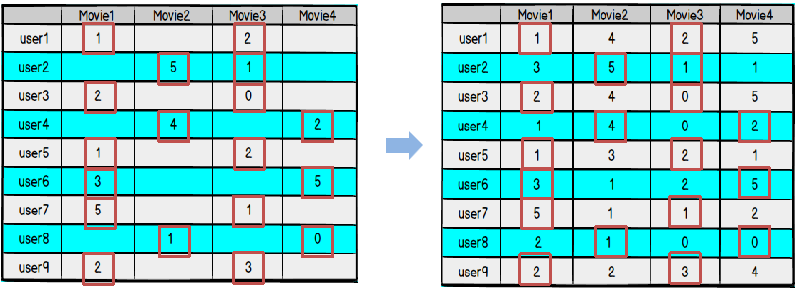 Movie1 Movie2 Movie3 Movie4
user1 1 2
user2 5 1
user3 2 0
user4 4 2
user5 1 2
user6 3 5
user7 5 1
user8 1 0
user9 2 3
Movie1 Movie2 Movie3 Movie4
user1 1 4 2 5
user2 3 5 1 1
user3 2 4 0 5
user4 1 4 0 2
user5 1 3 2 1
user6 3 1 2 5
user7 5 1 1 2
user8 2 1 0 0
user9 2 2 3 4